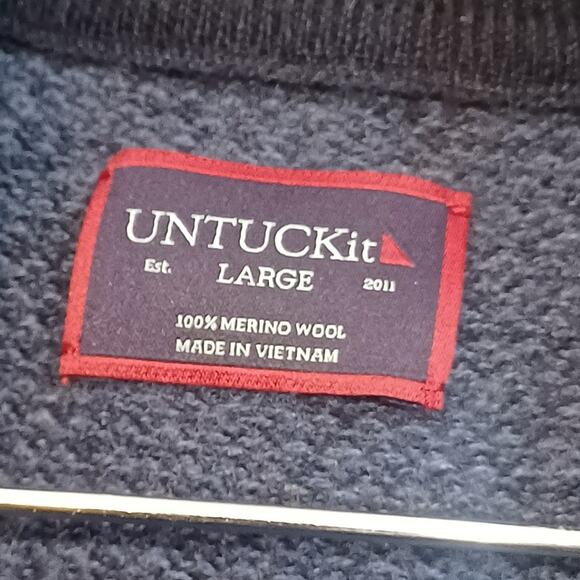 UNTUCKit
Est. LARGE 2011
100% MERINO WOOL
MADE IN VIETNAM